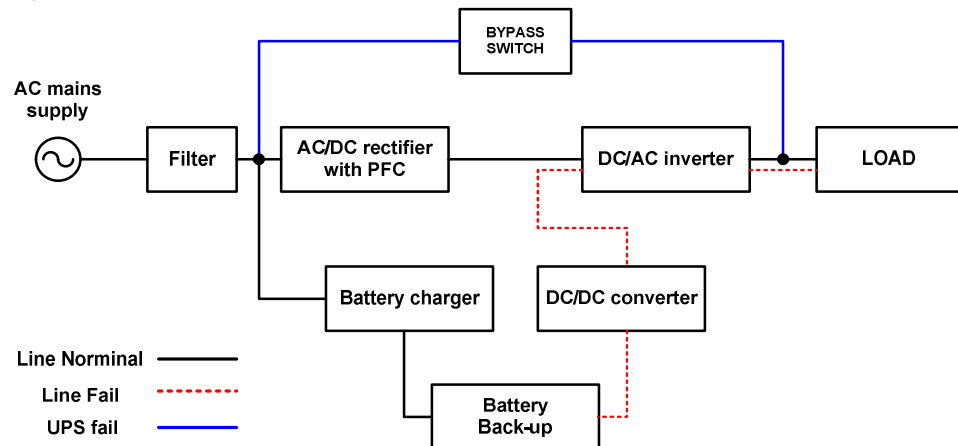 BYPASS
SWITCH
AC mains
supply
Filter
AC/DC rectifier
with PFC
DC/AC inverter
LOAD
Battery charger
DC/DC converter
Line Norminal
Line Fail
UPS fail
Battery
Back-up